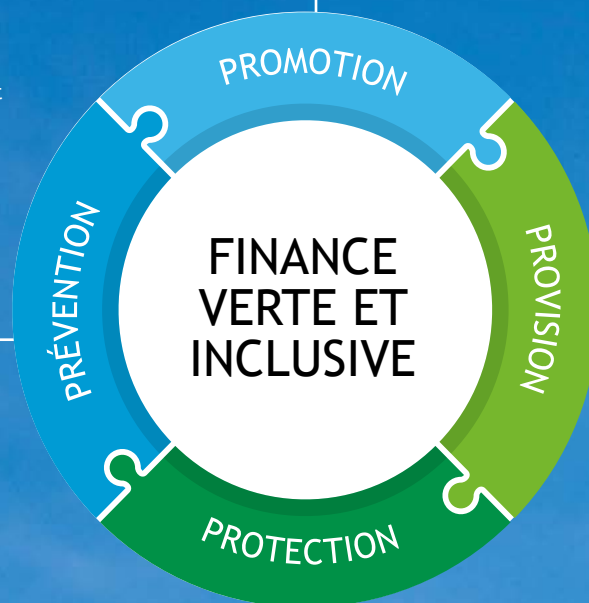 PROMOTION
PRÉVENTION
FINANCE
VERTE ET
INCLUSIVE
PROVISION
PROTECTION